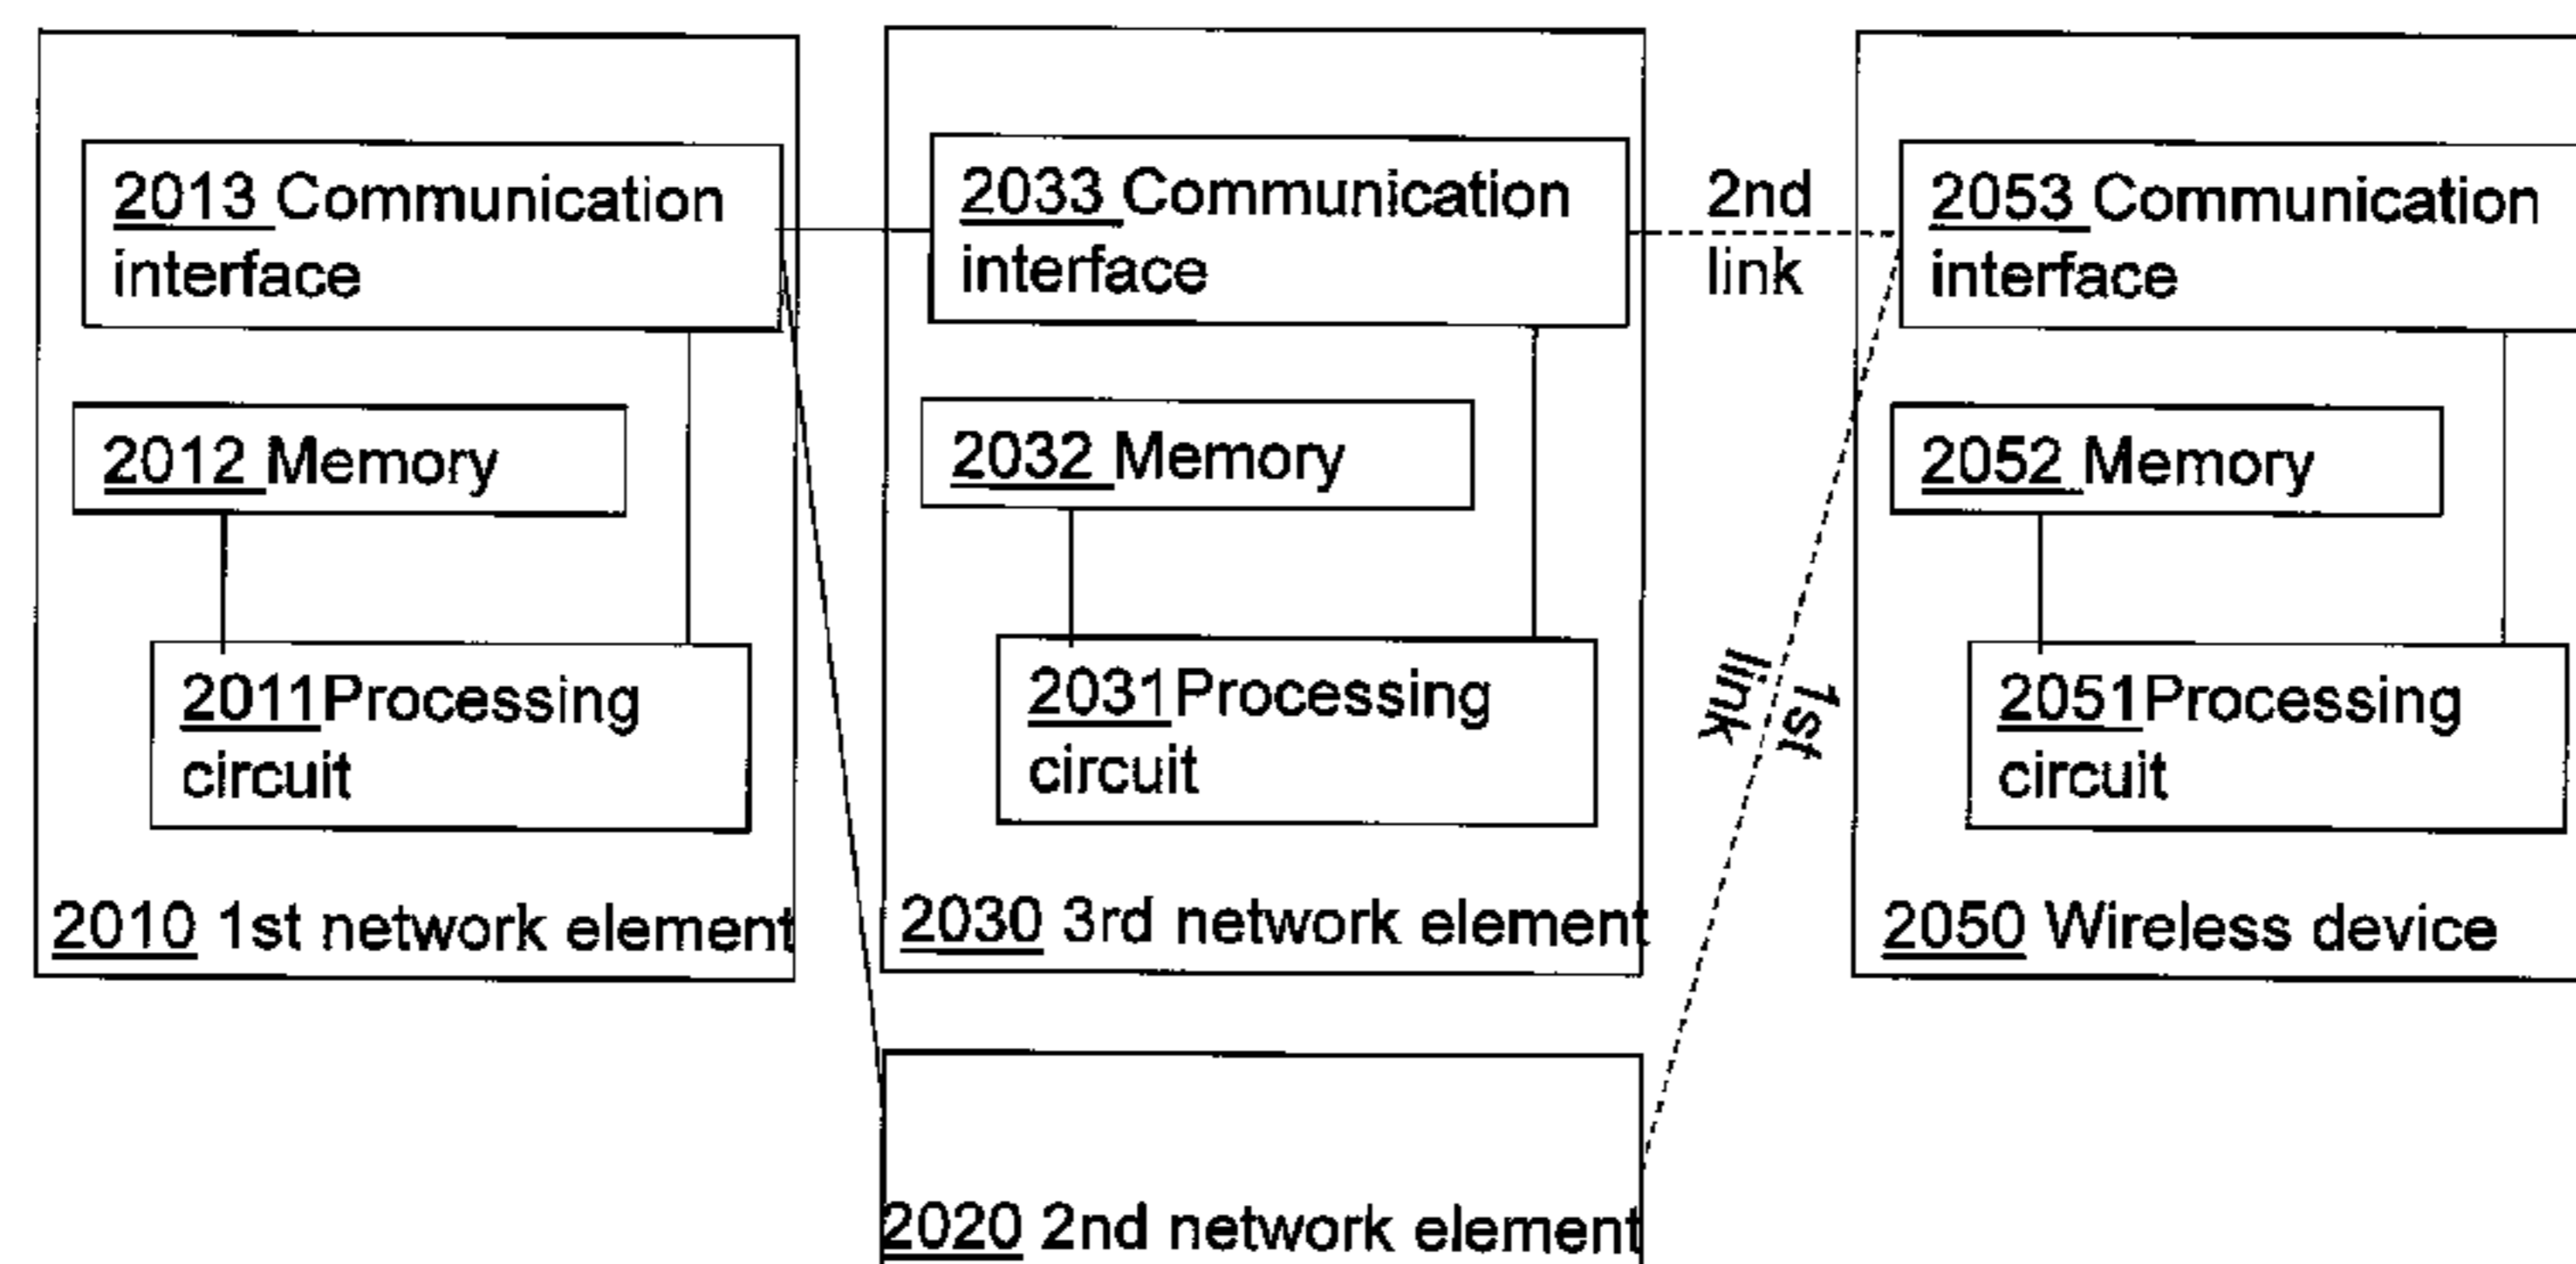 2013 Communication
interface
2012 Memory
2011Processing
circuit
2010 1st network element
2033 Communication
interface
2032 Memory
2031Processing
circuit
2030 3rd network element
2nd
link
1st
link
2053 Communication
interface
2052 Memory
2051Processing
circuit
2050 Wireless device
2020 2nd network element